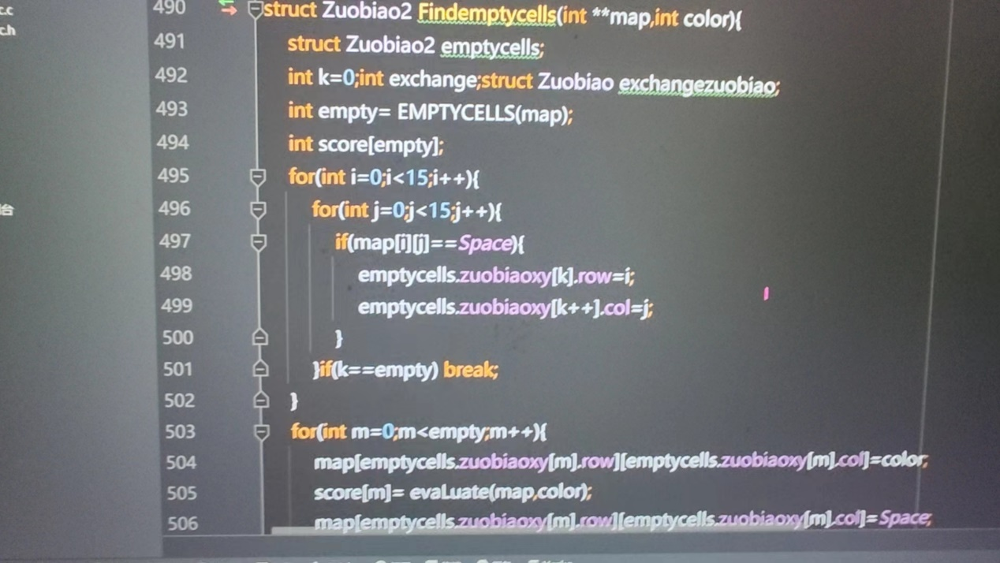 c.c
c.h
台
490 struct Zuobiao2 Findemptycells(int **map,int color){
491 struct Zuobiao2 emptycells;
492 int k=0;int exchange;struct Zuobiao exchangezuobiao;
493 int empty= EMPTYCELLS(map);
494 int score[empty];
495 for(int i=0;i<15;i++){
496 for(int j=0;j<15;j++){
497 if(map[i][j]==Space){
498 emptycells.zuobiaoxy[k].row=i;
499 emptycells.zuobiaoxy[k++].col=j;
500 }
501 }if(k==empty) break;
502 }
503 for(int m=0;m<empty;m++){
504 map[emptycells.zuobiaoxy[m].row][emptycells.zuobiaoxy[m].col]=color;
505 score[m]= evaLuate(map,color);
506 map[emptycells.zuobiaoxy[m].row][emptycells.zuobiaoxy[m].col]=Space;